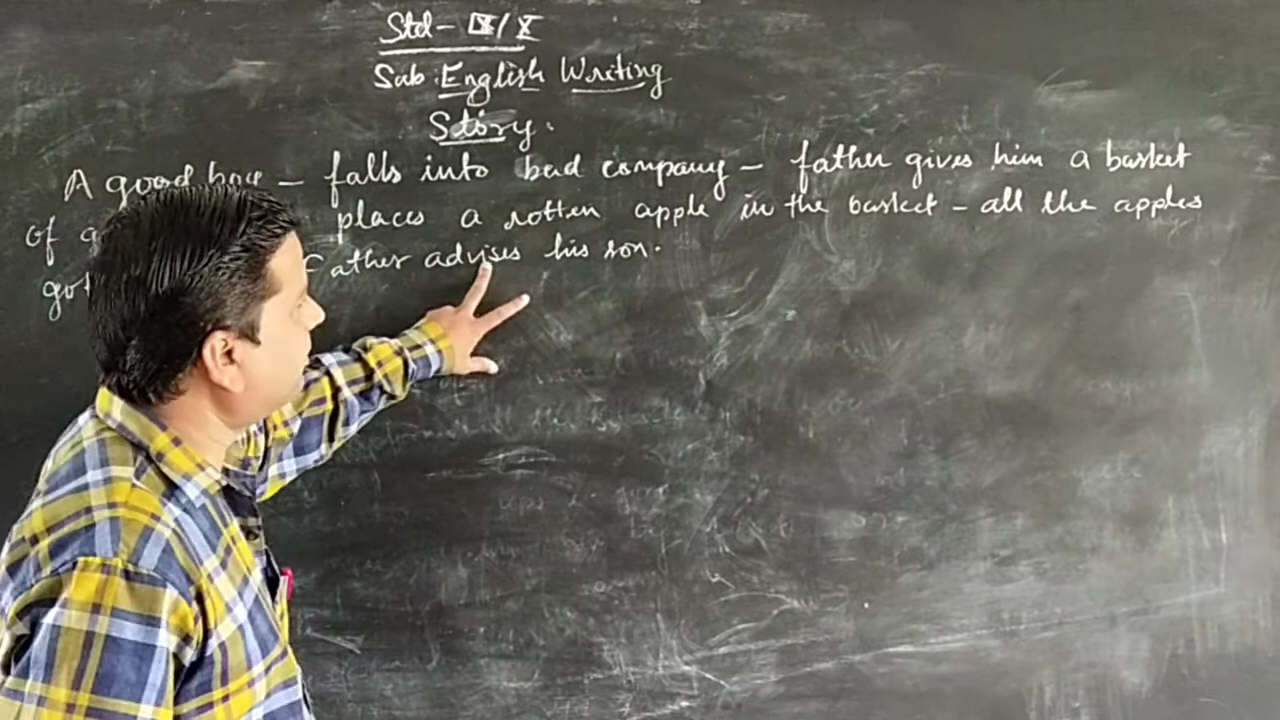 Std - IX/X
Sub: English Writing
Story.
A good boy - falls into bad company - father gives him a basket
of places a rotten apple in the basket - all the apples
got Father advises his son.